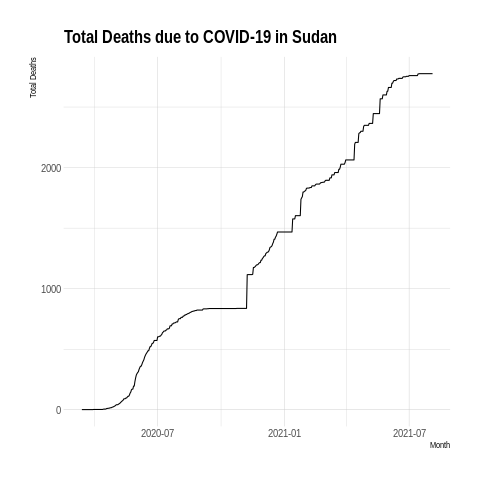 Total Deaths due to COVID-19 in Sudan
Total Deaths
2000
1000
0
2020-07
2021-01
2021-07
Month